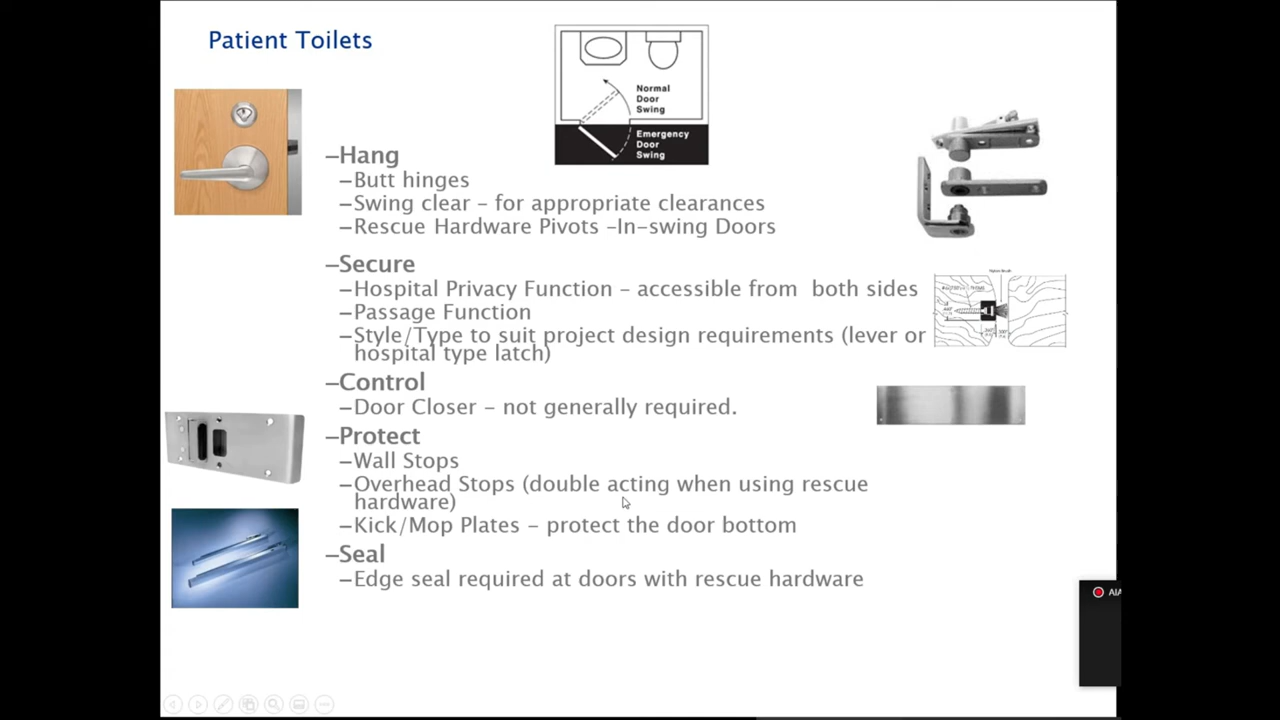 Patient Toilets
Normal
Door
Swing
Emergency
Door
Swing
–Hang
–Butt hinges
–Swing clear – for appropriate clearances
–Rescue Hardware Pivots –In-swing Doors
–Secure
–Hospital Privacy Function – accessible from both sides
–Passage Function
–Style/Type to suit project design requirements (lever or
hospital type latch)
–Control
–Door Closer – not generally required.
–Protect
–Wall Stops
–Overhead Stops (double acting when using rescue
hardware)
–Kick/Mop Plates – protect the door bottom
–Seal
–Edge seal required at doors with rescue hardware